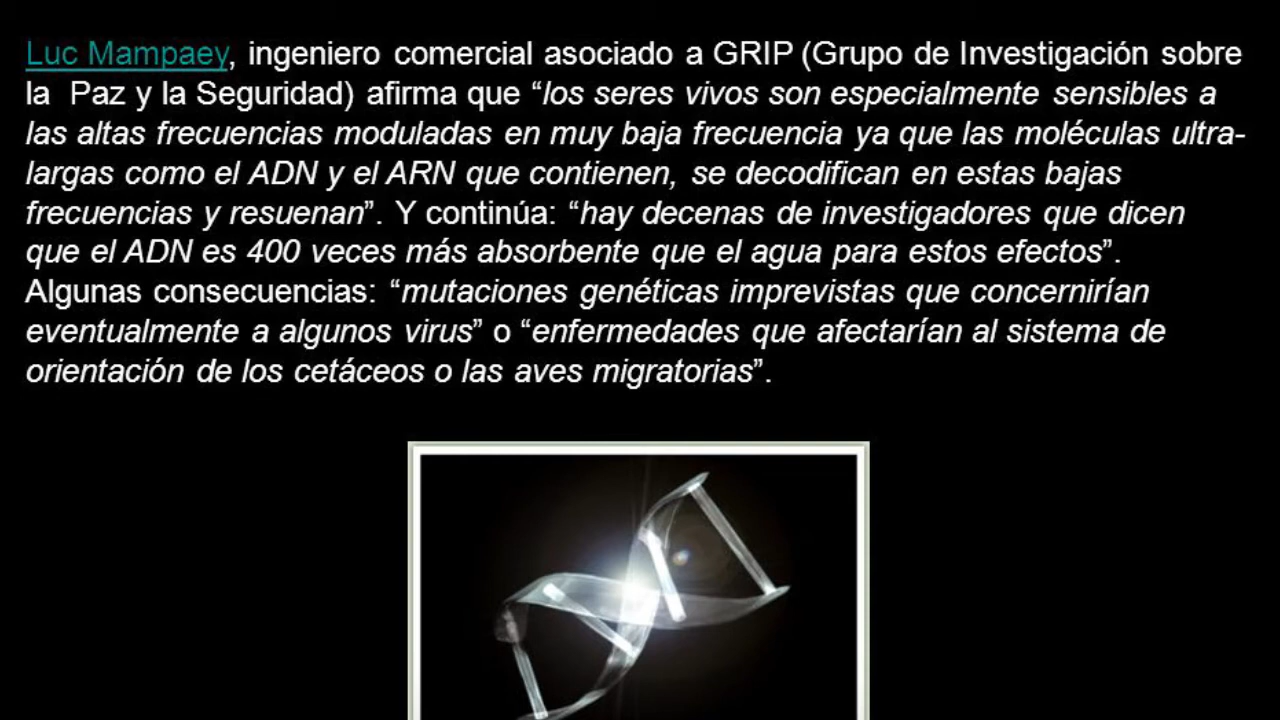 Luc Mampaey, ingeniero comercial asociado a GRIP (Grupo de Investigación sobre
la  Paz y la Seguridad) afirma que “los seres vivos son especialmente sensibles a
las altas frecuencias moduladas en muy baja frecuencia ya que las moléculas ultra-
largas como el ADN y el ARN que contienen, se decodifican en estas bajas
frecuencias y resuenan”. Y continúa: “hay decenas de investigadores que dicen
que el ADN es 400 veces más absorbente que el agua para estos efectos”.
Algunas consecuencias: “mutaciones genéticas imprevistas que concernirían
eventualmente a algunos virus” o “enfermedades que afectarían al sistema de
orientación de los cetáceos o las aves migratorias”.